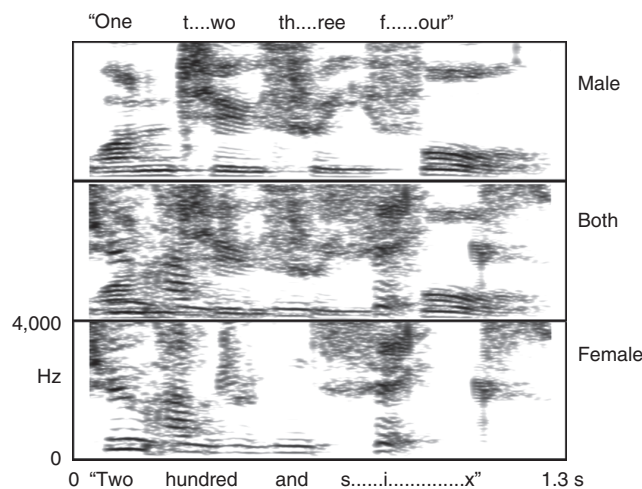 “One t....wo th....ree f......our”
Male
Both
4,000
Female
Hz
0
0 “Two hundred and s......i..............x” 1.3 s